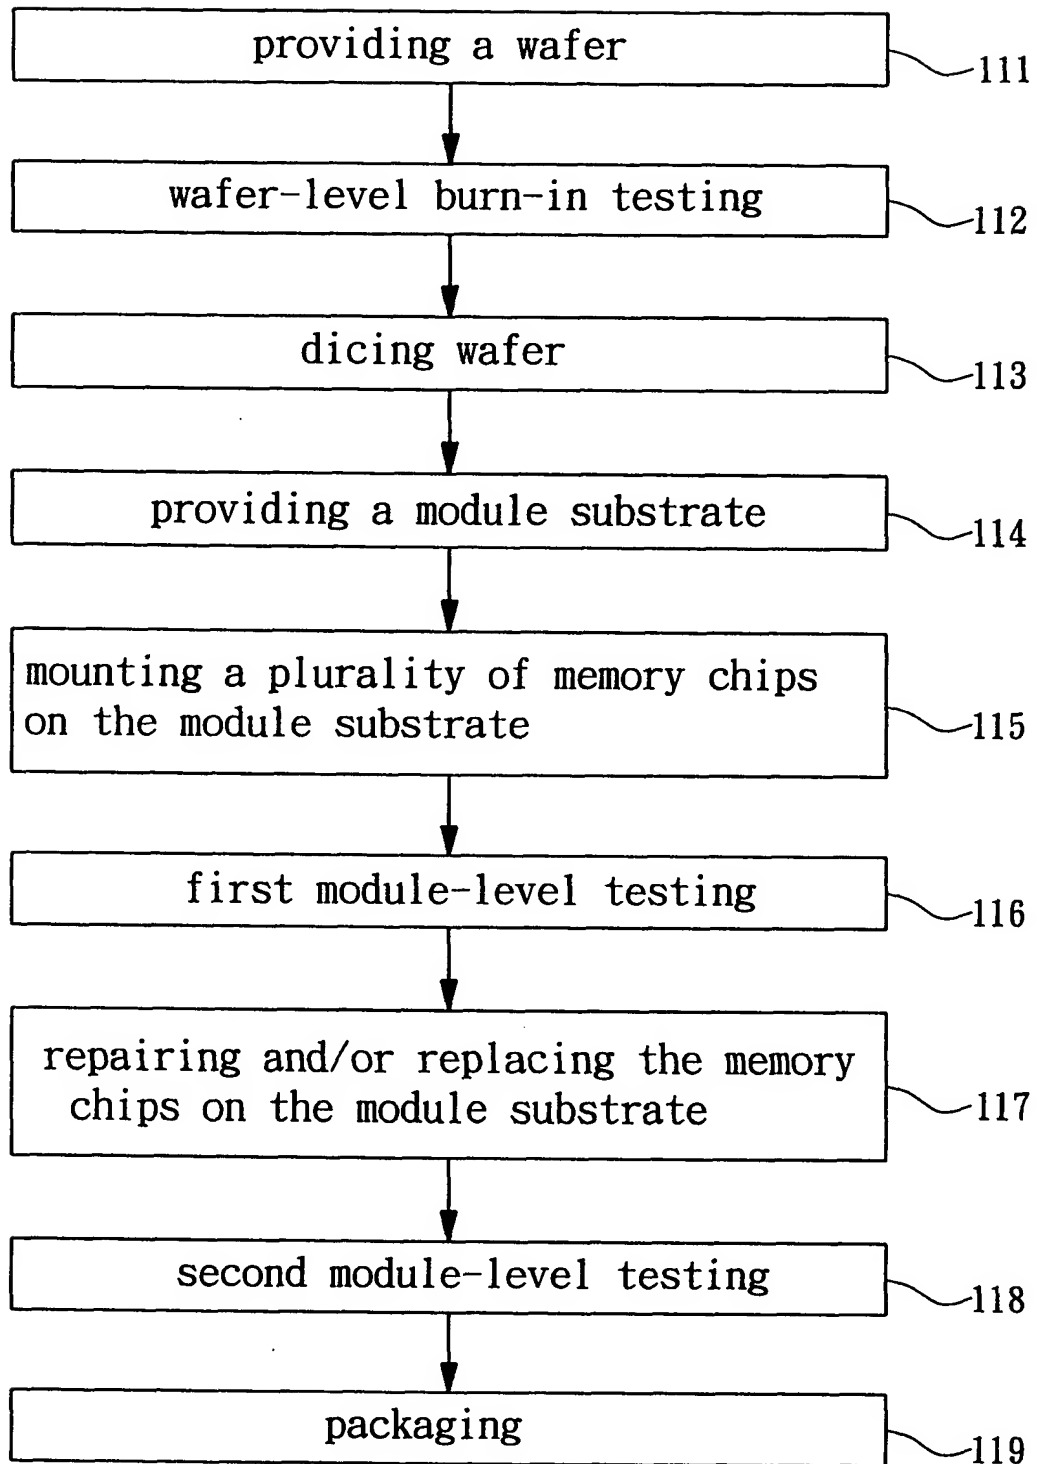 providing a wafer
111
wafer-level burn-in testing
112
dicing wafer
113
providing a module substrate
114
mounting a plurality of memory chips
on the module substrate
115
first module-level testing
116
repairing and/or replacing the memory
chips on the module substrate
117
second module-level testing
118
packaging
119